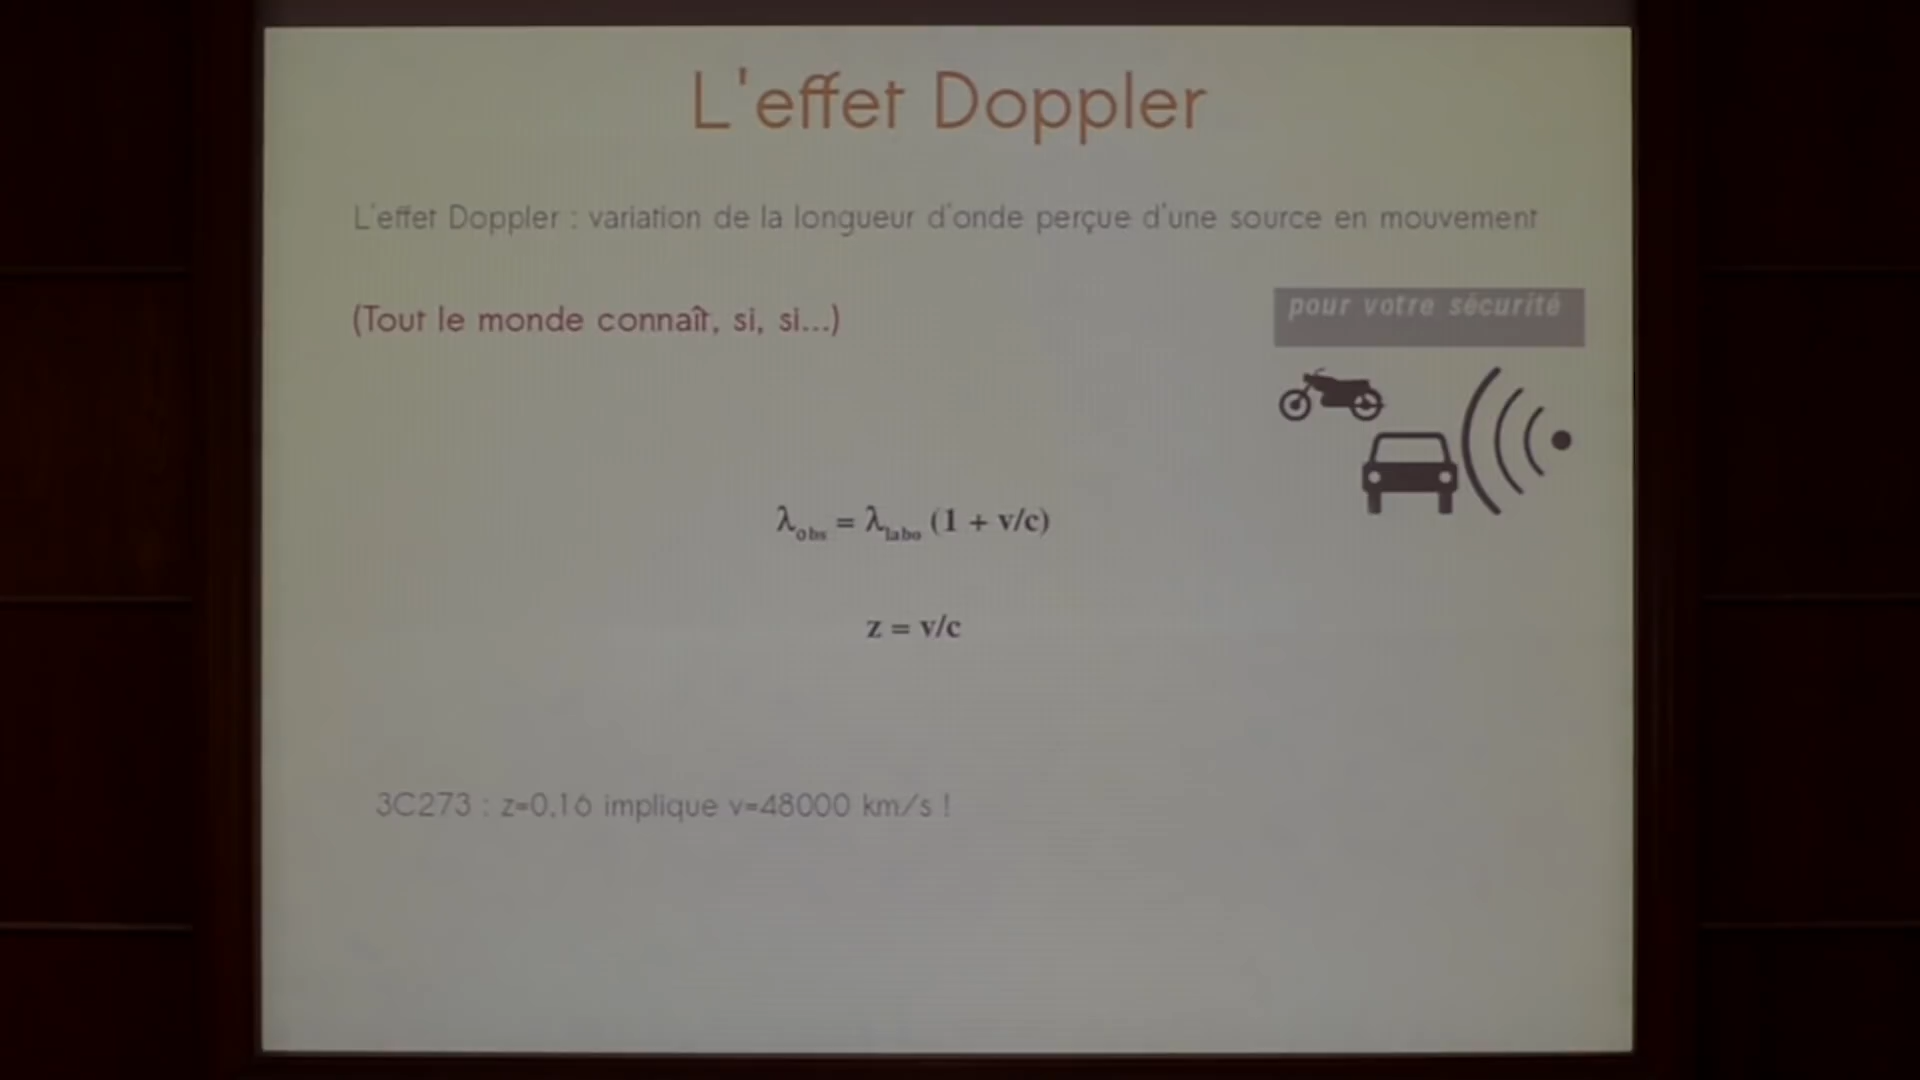 L'effet Doppler
L'effet Doppler : variation de la longueur d'onde perçue d'une source en mouvement
(Tout le monde connaît, si, si...)
pour votre sécurité
λobs = λlabo (1 + v/c)
z = v/c
3C273 : z=0,16 implique v=48000 km/s !